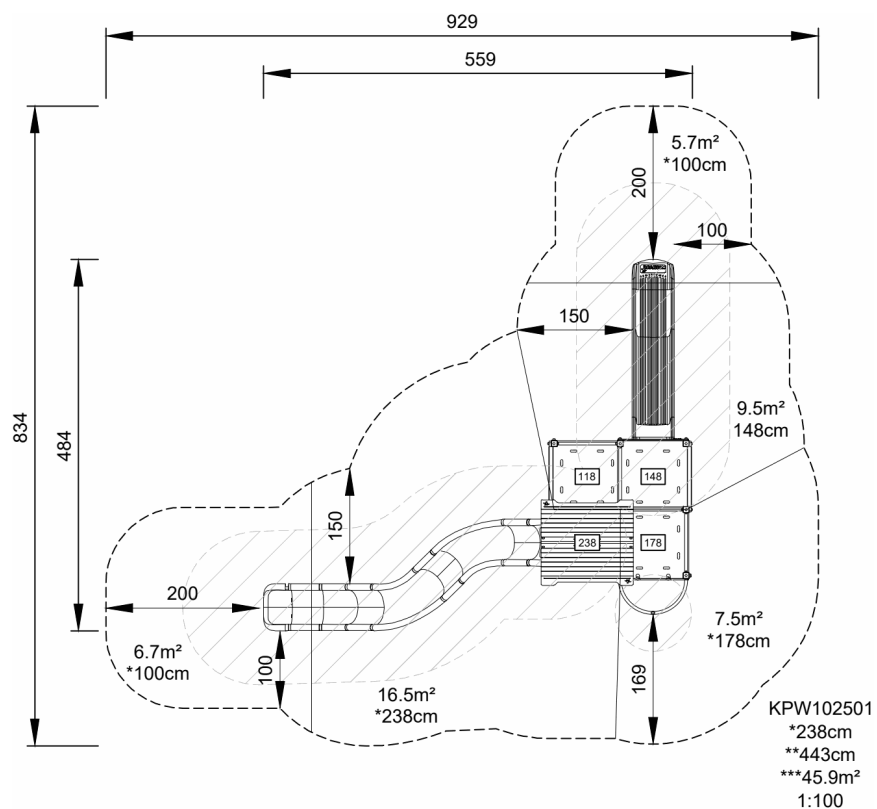 929
559
5.7m²
*100cm
200
100
150
834
484
9.5m²
148cm
118
148
150
238
178
200
7.5m²
*178cm
6.7m²
*100cm
100
169
16.5m²
*238cm
KPW102501
*238cm
**443cm
***45.9m²
1:100